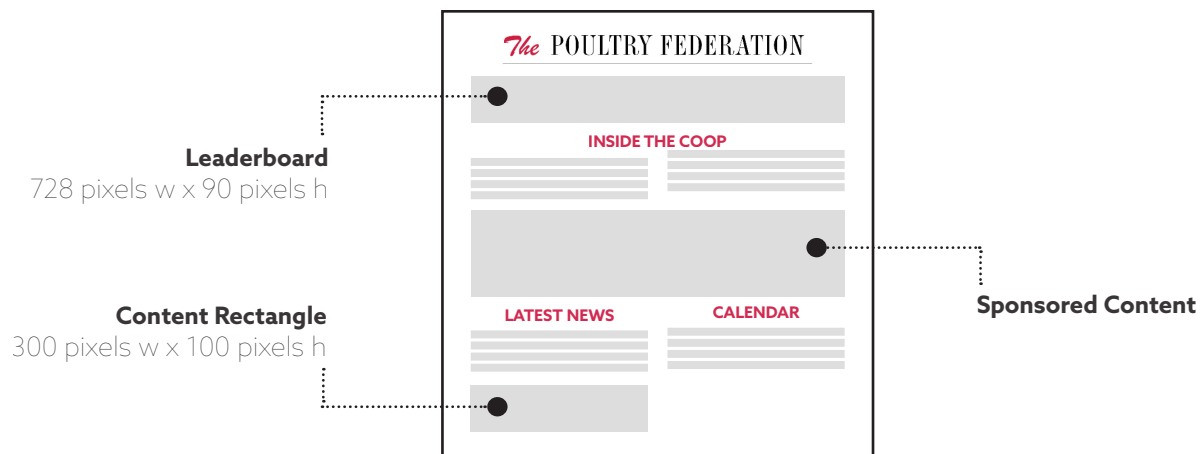 The POULTRY FEDERATION
INSIDE THE COOP
Leaderboard
728 pixels w x 90 pixels h
Sponsored Content
Content Rectangle
300 pixels w x 100 pixels h
LATEST NEWS
CALENDAR